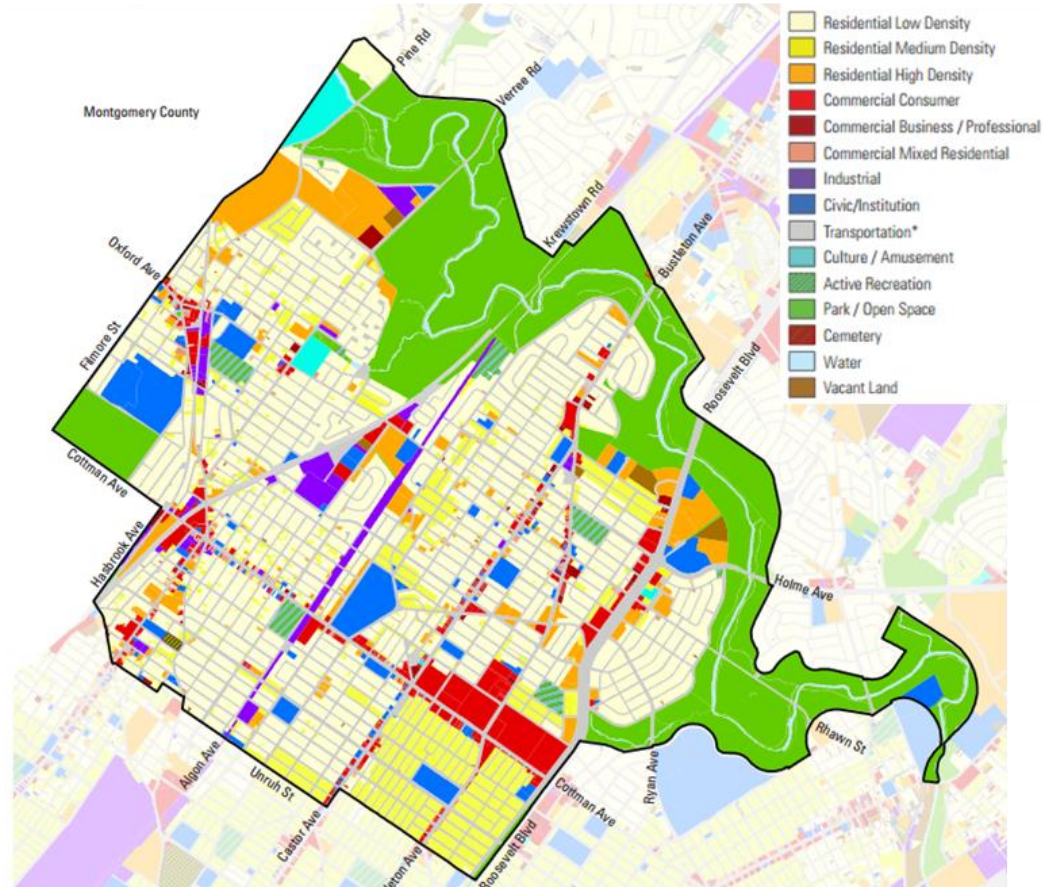 Residential Low Density
Residential Medium Density
Residential High Density
Commercial Consumer
Commercial Business / Professional
Commercial Mixed Residential
Industrial
Civic/Institution
Transportation*
Culture / Amusement
Active Recreation
Park / Open Space
Cemetery
Water
Vacant Land
Pine Rd
Verree Rd
Montgomery County
Krewstown Rd
Bustleton Ave
Oxford Ave
Fillmore St
Roosevelt Blvd
Cottman Ave
Hasbrook Ave
Holme Ave
Rhawn St
Ryan Ave
Algon Ave
Unruh St
Cottman Ave
Castor Ave
leton Ave
Roosevelt Blvd